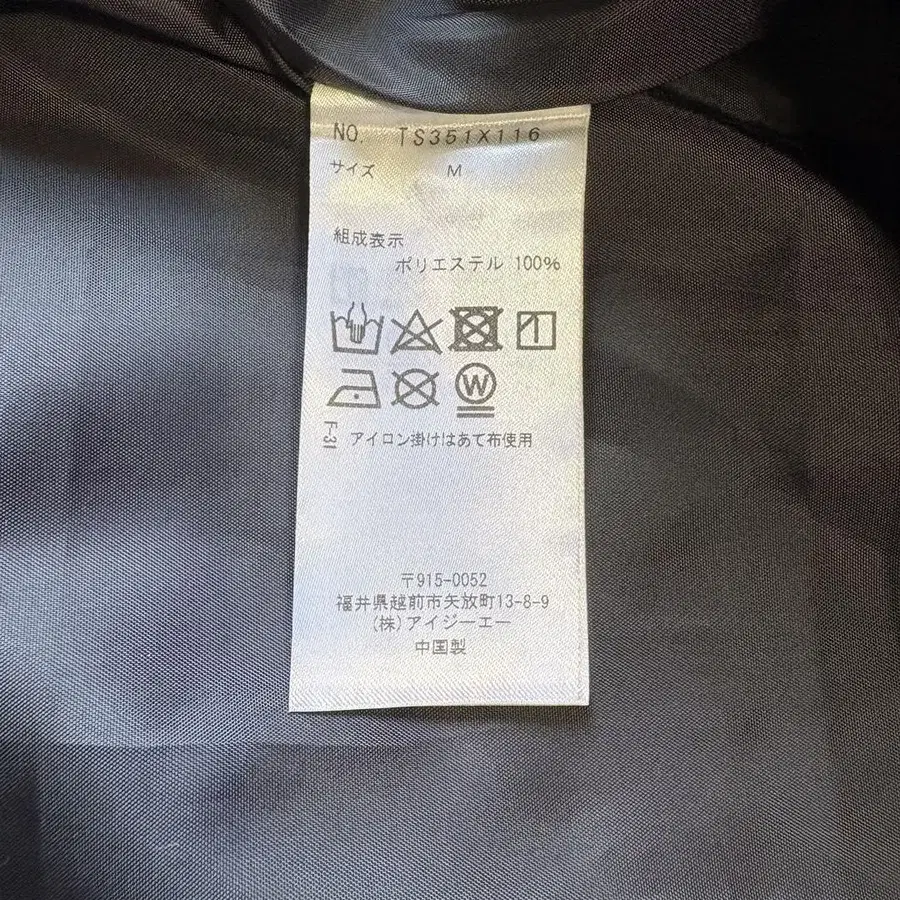 NO. TS351X116
サイズ M
組成表示
ポリエステル 100%
W
F-31 アイロン掛けはあて布使用
〒915-0052
福井県越前市矢放町13-8-9
(株)アイジーエー
中国製